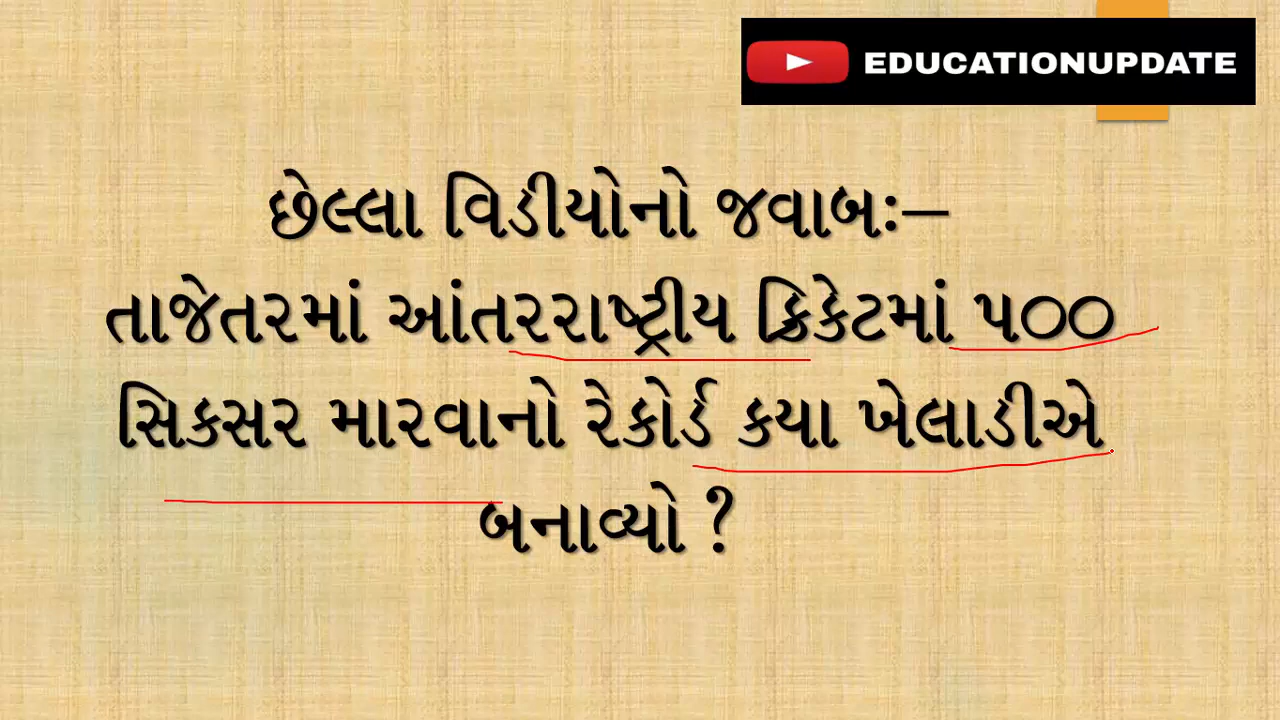 EDUCATIONUPDATE
છેલ્લા વિડીયોનો જવાબઃ–
તાજેતરમાં આંતરરાષ્ટ્રીય ક્રિકેટમાં ૫૦૦
સિકસર મારવાનો રેકોર્ડ કયા ખેલાડીએ
બનાવ્યો ?